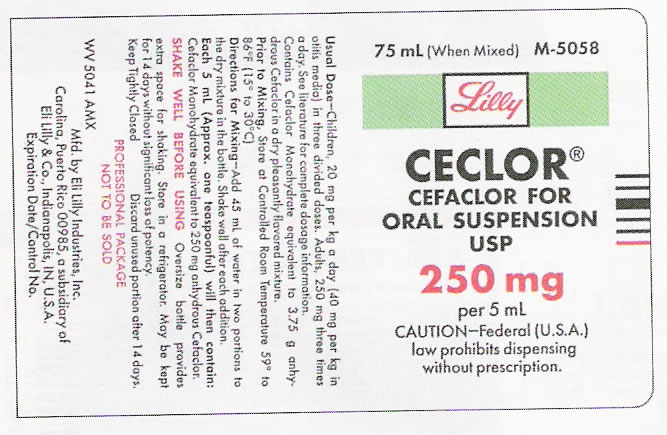 75 mL (When Mixed) M-5058
Lilly
CECLOR®
CEFACLOR FOR
ORAL SUSPENSION
USP
250 mg
per 5 mL
CAUTION—Federal (U.S.A.)
law prohibits dispensing
without prescription.
Usual Dose—Children, 20 mg per kg a day (40 mg per kg in
otitis media) in three divided doses. Adults, 250 mg three times
a day. See literature for complete dosage information.
Contains Cefaclor Monohydrate equivalent to 3.75 g anhy-
drous Cefaclor in a dry pleasantly flavored mixture.
Prior to Mixing, Store at Controlled Room Temperature 59° to
86°F (15° to 30°C)
Directions for Mixing—Add 45 mL of water in two portions to
the dry mixture in the bottle. Shake well after each addition.
Each 5 mL (Approx. one teaspoonful) will then contain:
Cefaclor Monohydrate equivalent to 250 mg anhydrous Cefaclor.
SHAKE WELL BEFORE USING Oversize bottle provides
extra space for shaking. Store in a refrigerator. May be kept
for 14 days without significant loss of potency.
Keep Tightly Closed Discard unused portion after 14 days.
PROFESSIONAL PACKAGE
NOT TO BE SOLD
WV 5041 AMX
Mfd. by Eli Lilly Industries, Inc.
Carolina, Puerto Rico 00985, a subsidiary of
Eli Lilly & Co., Indianapolis, IN, U.S.A.
Expiration Date/Control No.